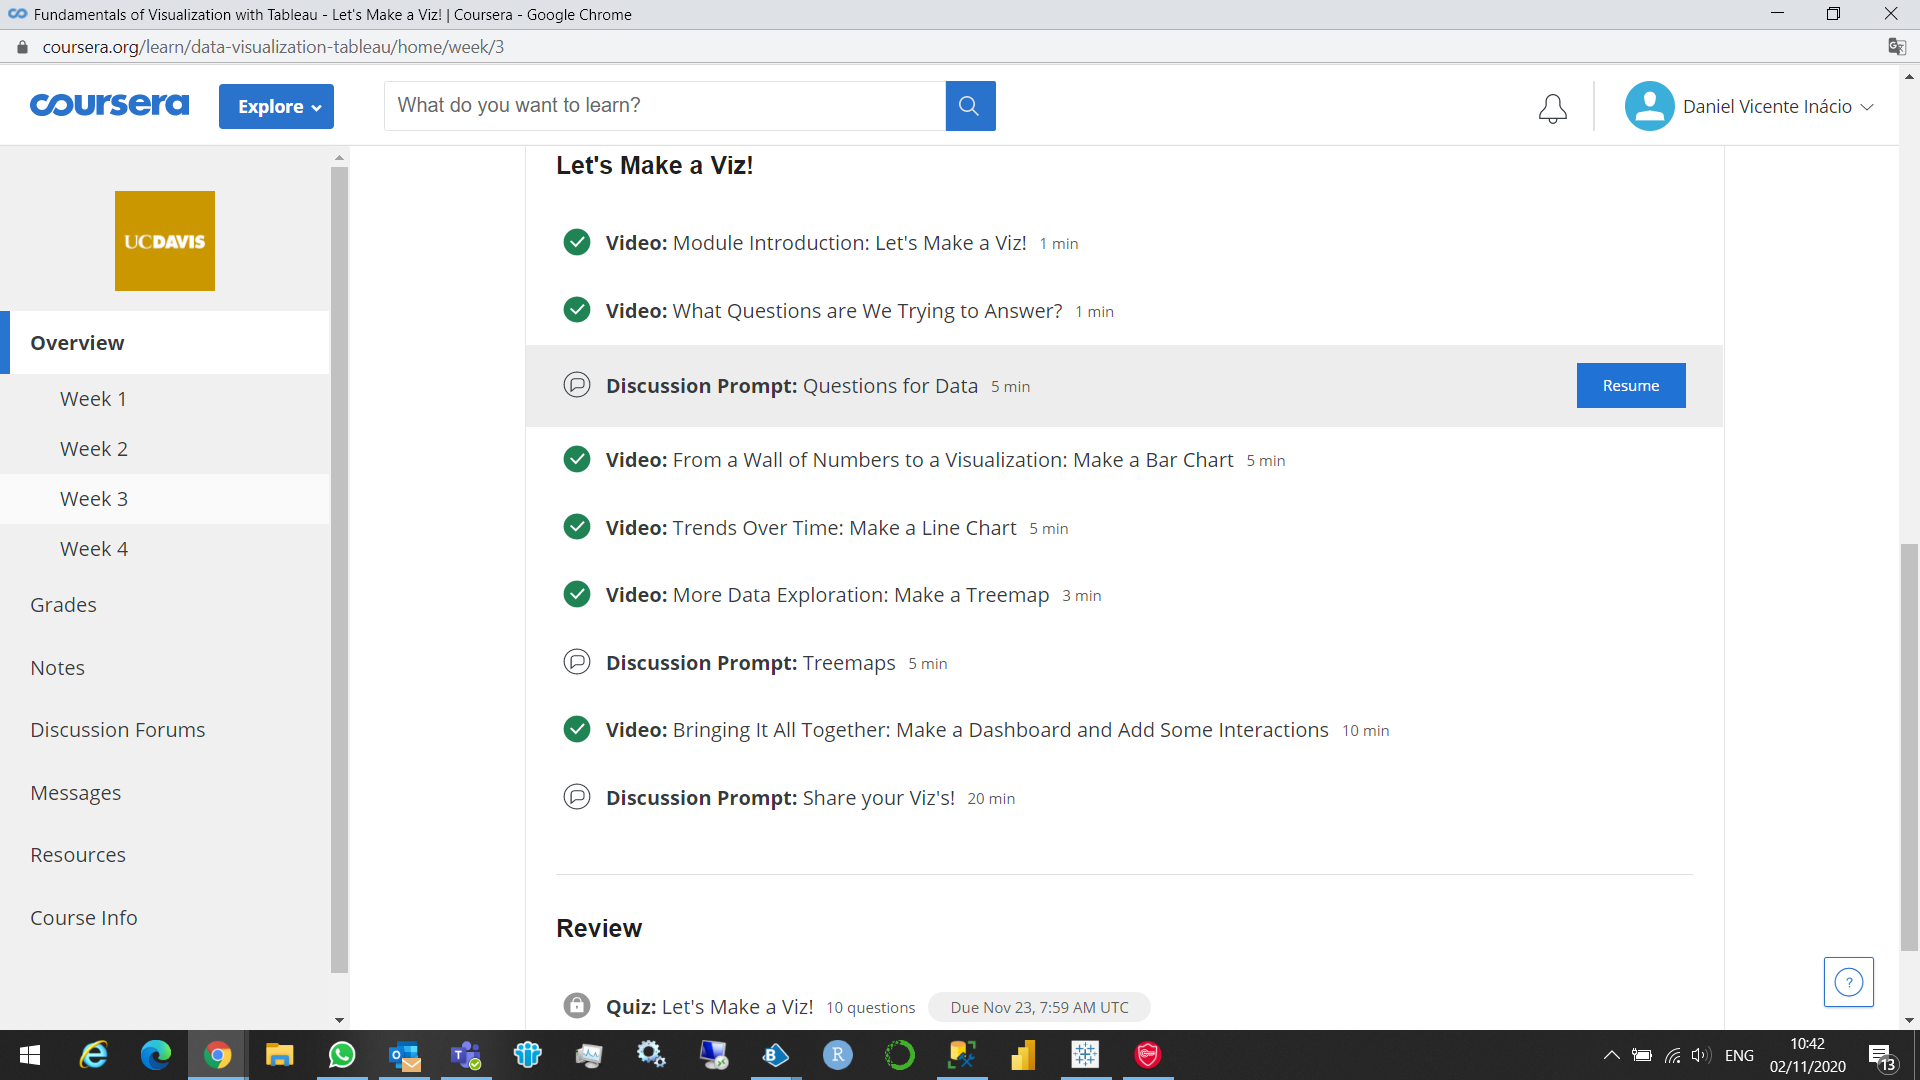 Fundamentals of Visualization with Tableau - Let's Make a Viz! | Coursera - Google Chrome
coursera.org/learn/data-visualization-tableau/home/week/3
coursera
Explore
What do you want to learn?
Daniel Vicente Inácio
UCDAVIS
Overview
Week 1
Week 2
Week 3
Week 4
Grades
Notes
Discussion Forums
Messages
Resources
Course Info
Let's Make a Viz!
Video: Module Introduction: Let's Make a Viz! 1 min
Video: What Questions are We Trying to Answer? 1 min
Discussion Prompt: Questions for Data 5 min
Resume
Video: From a Wall of Numbers to a Visualization: Make a Bar Chart 5 min
Video: Trends Over Time: Make a Line Chart 5 min
Video: More Data Exploration: Make a Treemap 3 min
Discussion Prompt: Treemaps 5 min
Video: Bringing It All Together: Make a Dashboard and Add Some Interactions 10 min
Discussion Prompt: Share your Viz's! 20 min
Review
Quiz: Let's Make a Viz! 10 questions Due Nov 23, 7:59 AM UTC
?
B
R
ENG
10:42
02/11/2020
13